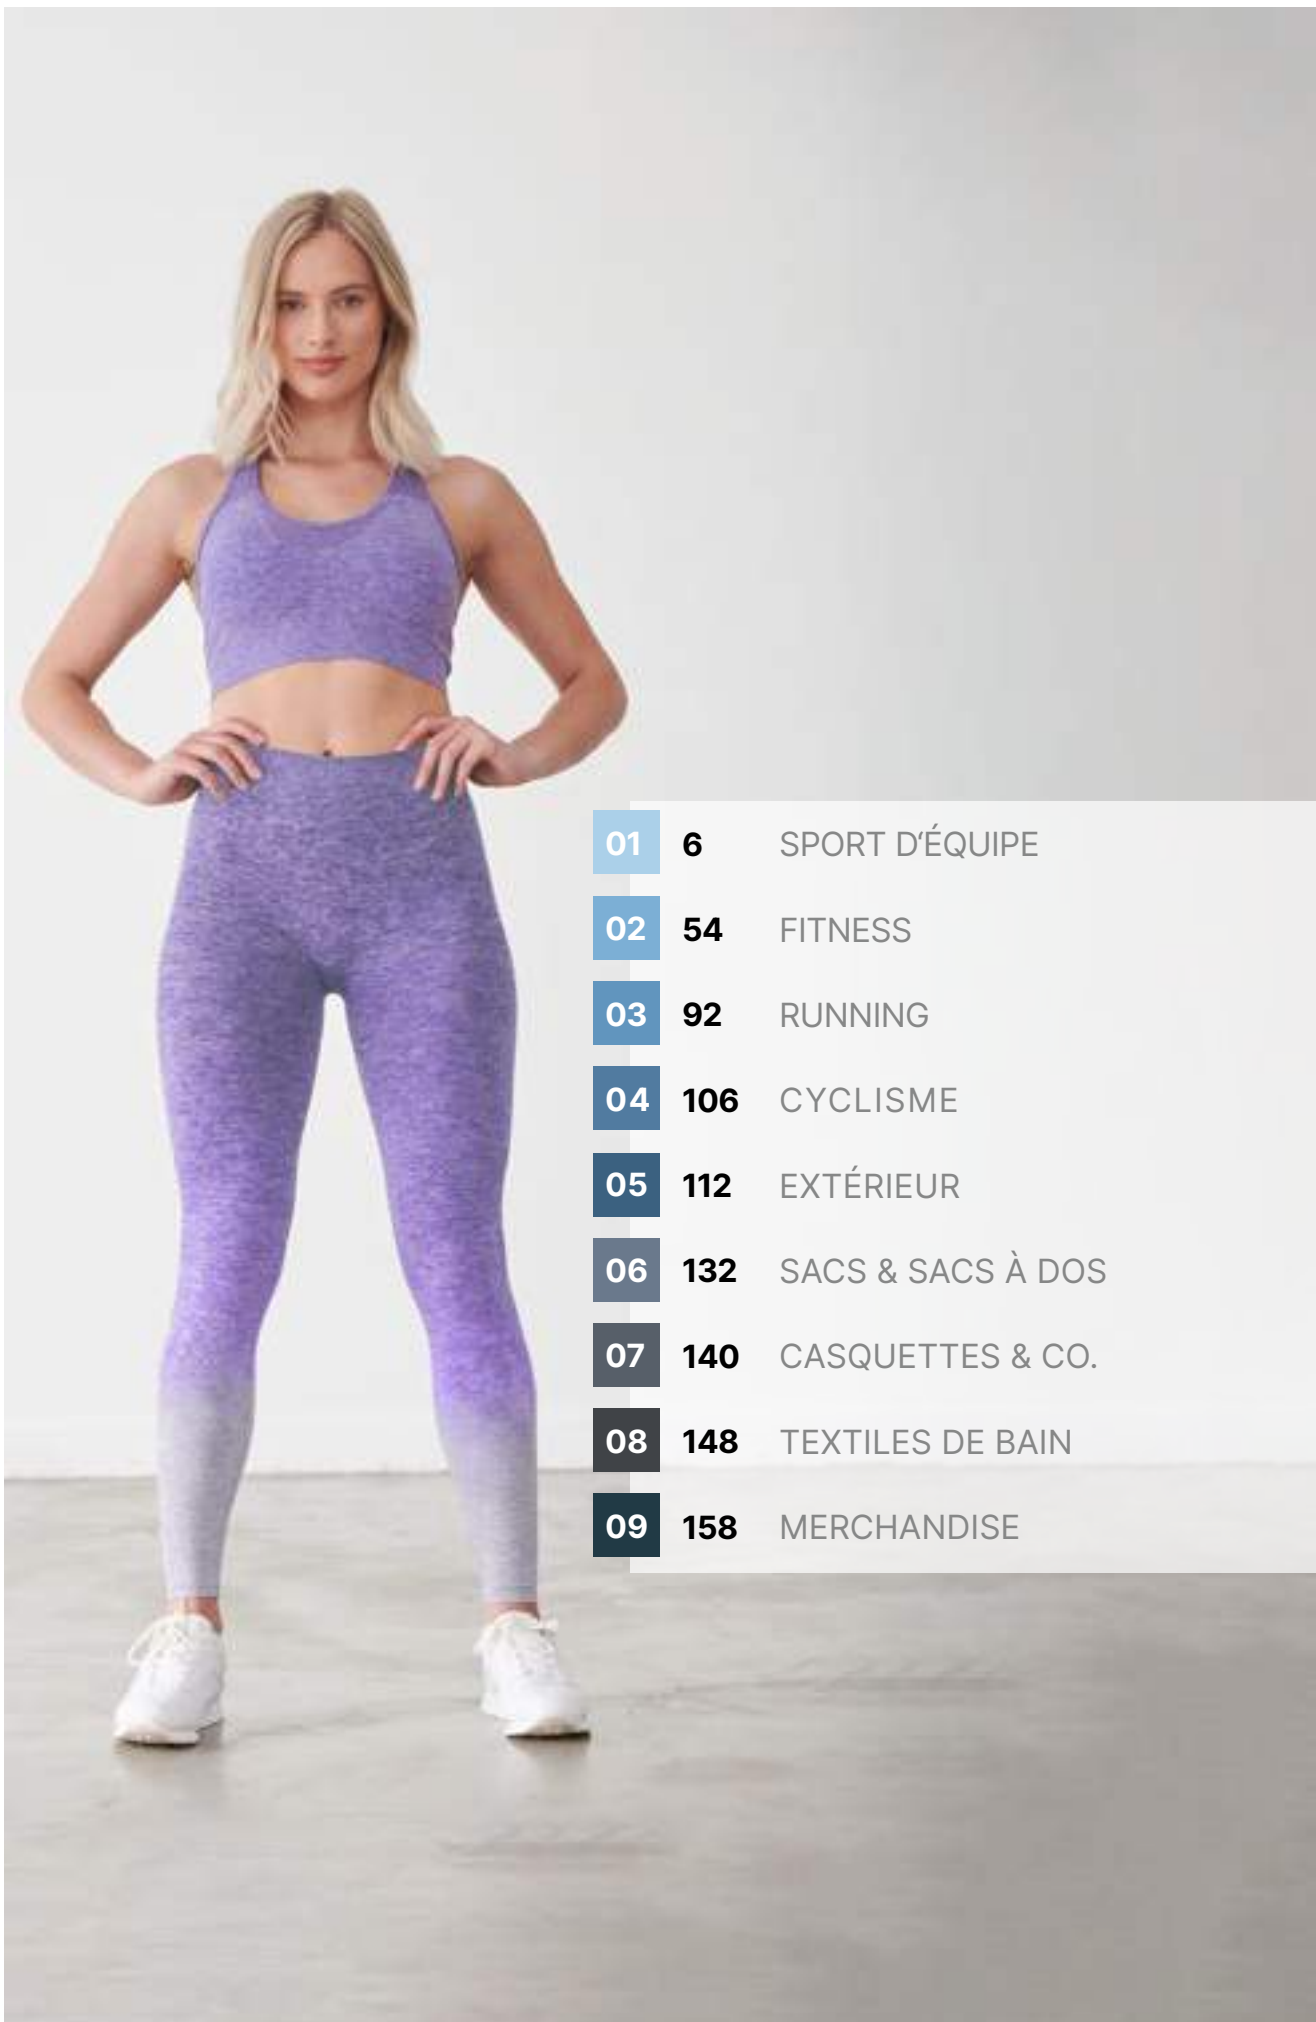 01 6 SPORT D‘ÉQUIPE
02 54 FITNESS
03 92 RUNNING
04 106 CYCLISME
05 112 EXTÉRIEUR
06 132 SACS & SACS À DOS
07 140 CASQUETTES & CO.
08 148 TEXTILES DE BAIN
09 158 MERCHANDISE